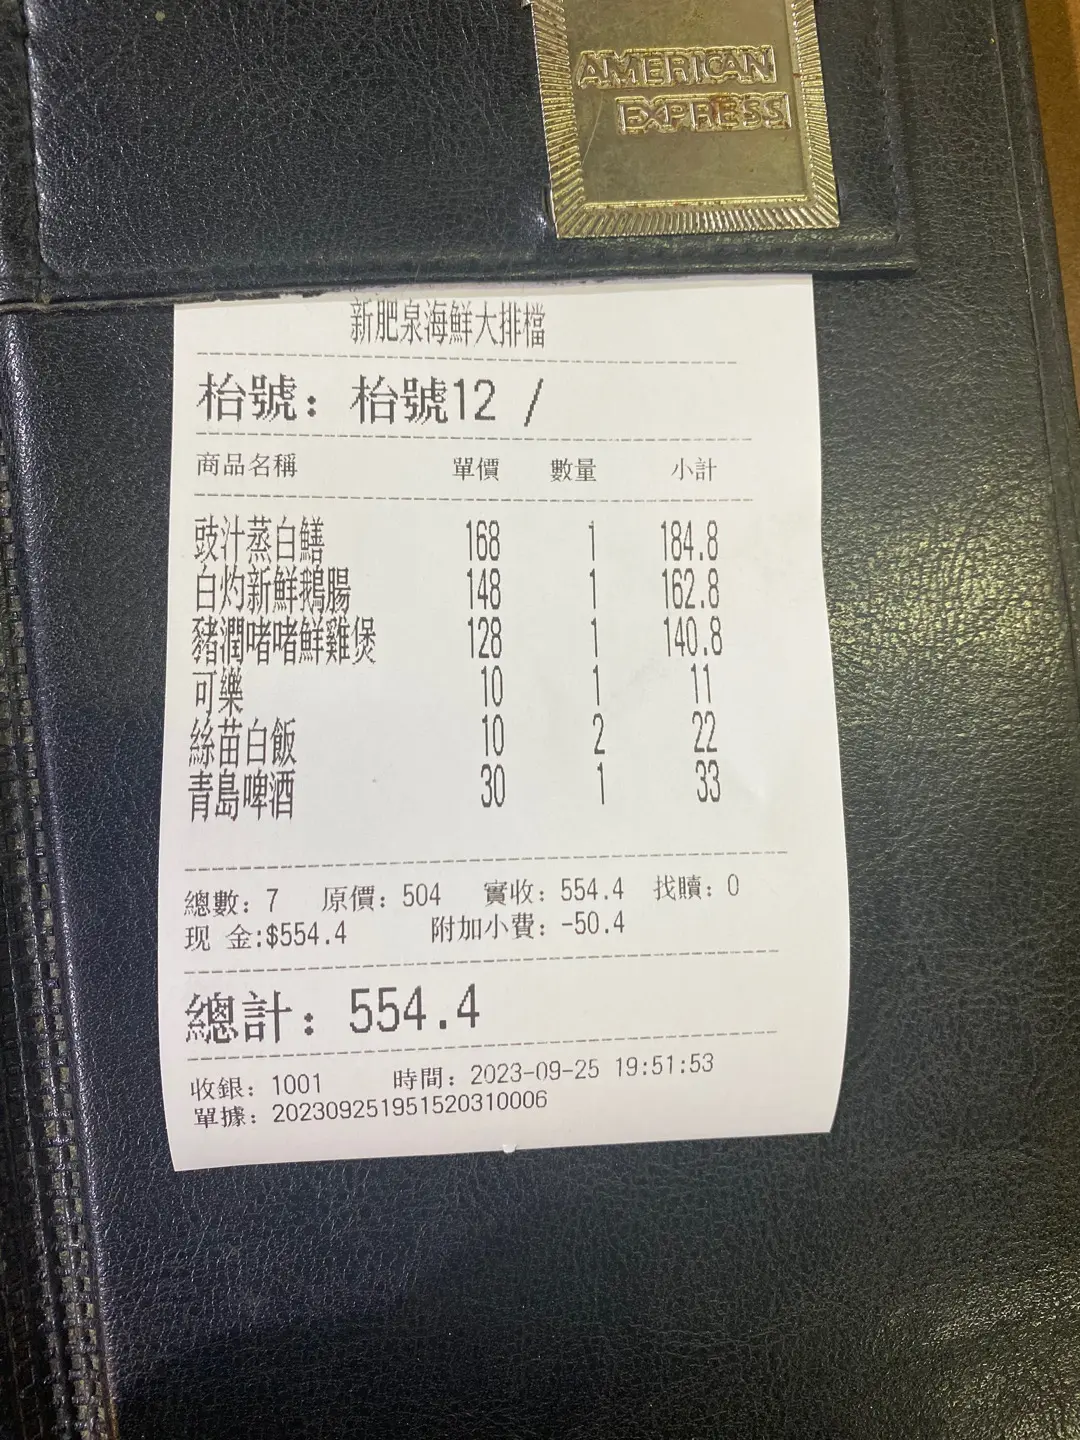 AMERICAN
EXPRESS
新肥泉海鮮大排檔
枱號: 枱號12 /
商品名稱 單價 數量 小計
豉汁蒸白鱔 168 1 184.8
白灼新鮮鵝腸 148 1 162.8
豬潤啫啫鮮雞煲 128 1 140.8
可樂 10 1 11
絲苗白飯 10 2 22
青島啤酒 30 1 33
總數: 7 原價: 504 實收: 554.4 找贖: 0
现 金:$554.4 附加小費: -50.4
總計: 554.4
收銀: 1001 時間: 2023-09-25 19:51:53
單據: 202309251951520310006